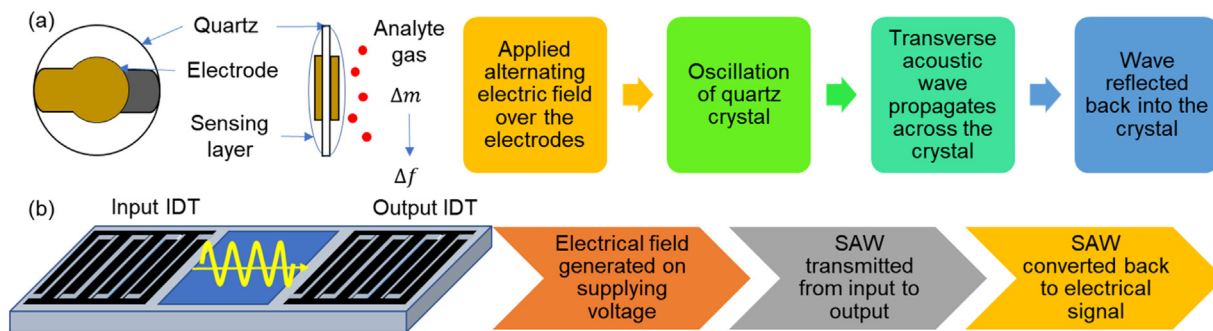 (a)
Quartz
Electrode
Sensing
layer
Analyte
gas
Δm
Δf
Applied
alternating
electric field
over the
electrodes
Oscillation
of quartz
crystal
Transverse
acoustic
wave
propagates
across the
crystal
Wave
reflected
back into the
crystal
(b)
Input IDT
Output IDT
Electrical field
generated on
supplying
voltage
SAW
transmitted
from input to
output
SAW
converted back
to electrical
signal